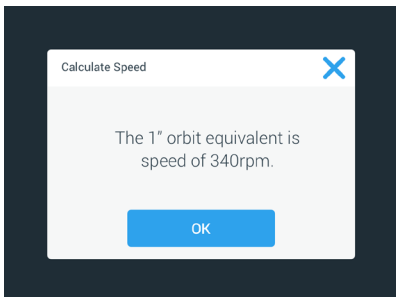 Calculate Speed
The 1” orbit equivalent is
speed of 340rpm.
OK